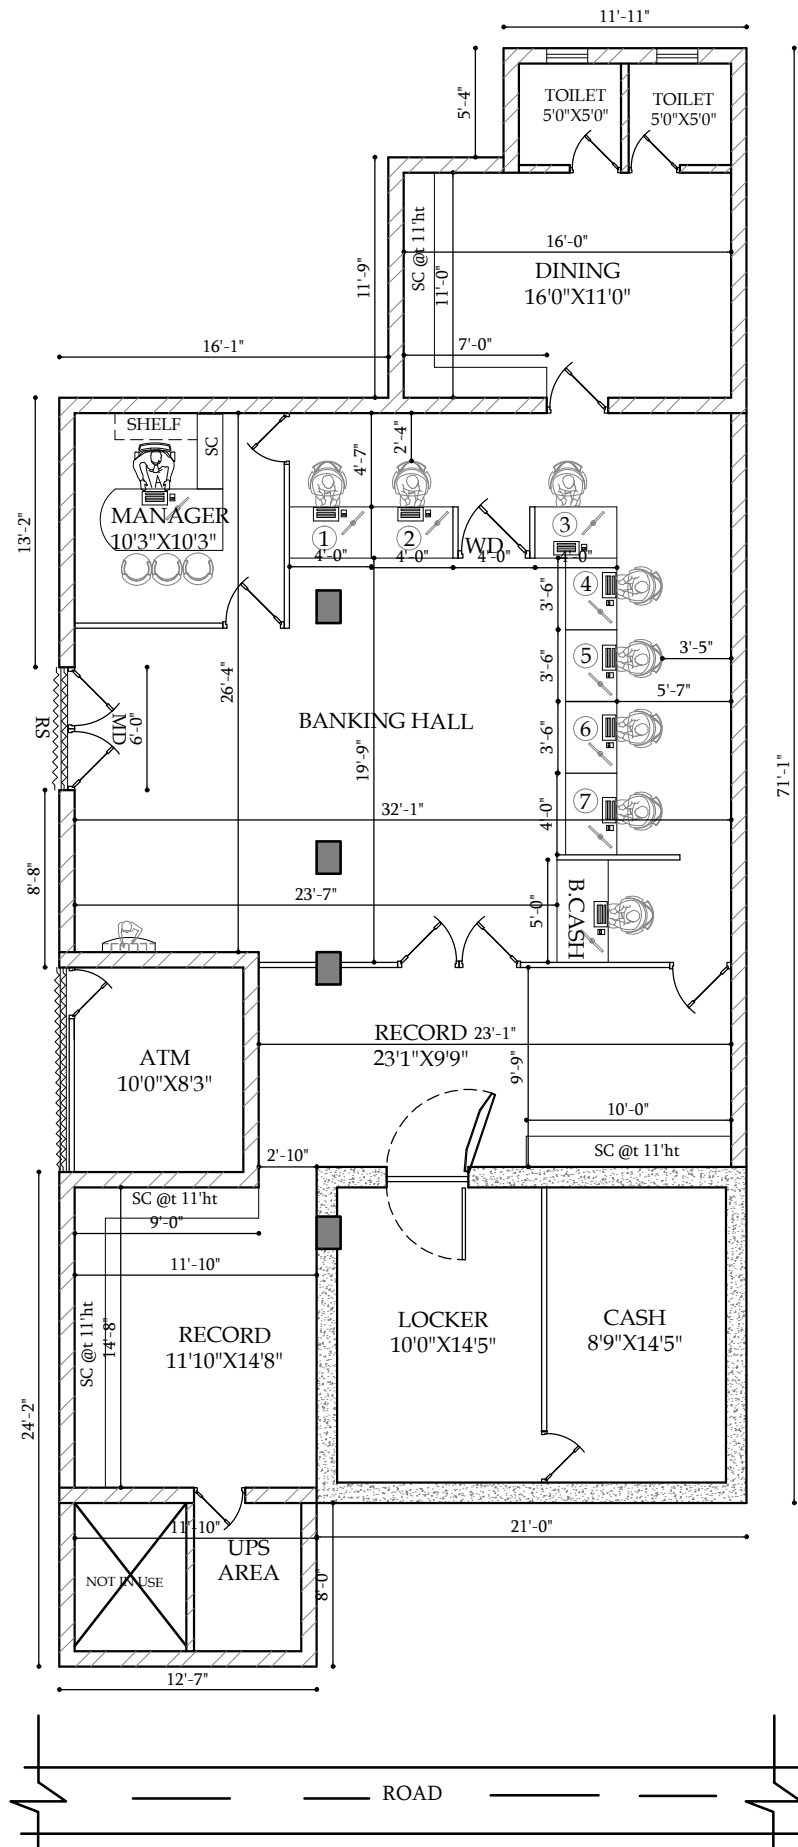 11'-11"
5'-4"
TOILET
5'0"X5'0"
TOILET
5'0"X5'0"
SC @t 11'ht
11'-0"
16'-0"
DINING
16'0"X11'0"
11'-9"
7'-0"
16'-1"
SHELF
SC
4'-7"
2'-4"
MANAGER
10'3"X10'3"
13'-2"
1
2
3
WD
4'-0"
4'-0"
4'-0"
4'-0"
3'-6"
4
3'-6"
5
3'-5"
5'-7"
26'-4"
RS
MD
6'-0"
BANKING HALL
19'-9"
3'-6"
6
71'-1"
4'-0"
7
32'-1"
8'-8"
23'-7"
5'-0"
B.CASH
RECORD
23'1"X9'9"
23'-1"
9'-9"
ATM
10'0"X8'3"
10'-0"
SC @t 11'ht
2'-10"
SC @t 11'ht
9'-0"
11'-10"
SC @t 11'ht
14'-8"
RECORD
11'10"X14'8"
LOCKER
10'0"X14'5"
CASH
8'9"X14'5"
24'-2"
11'-10"
21'-0"
NOT IN USE
UPS
AREA
8'-0"
12'-7"
ROAD